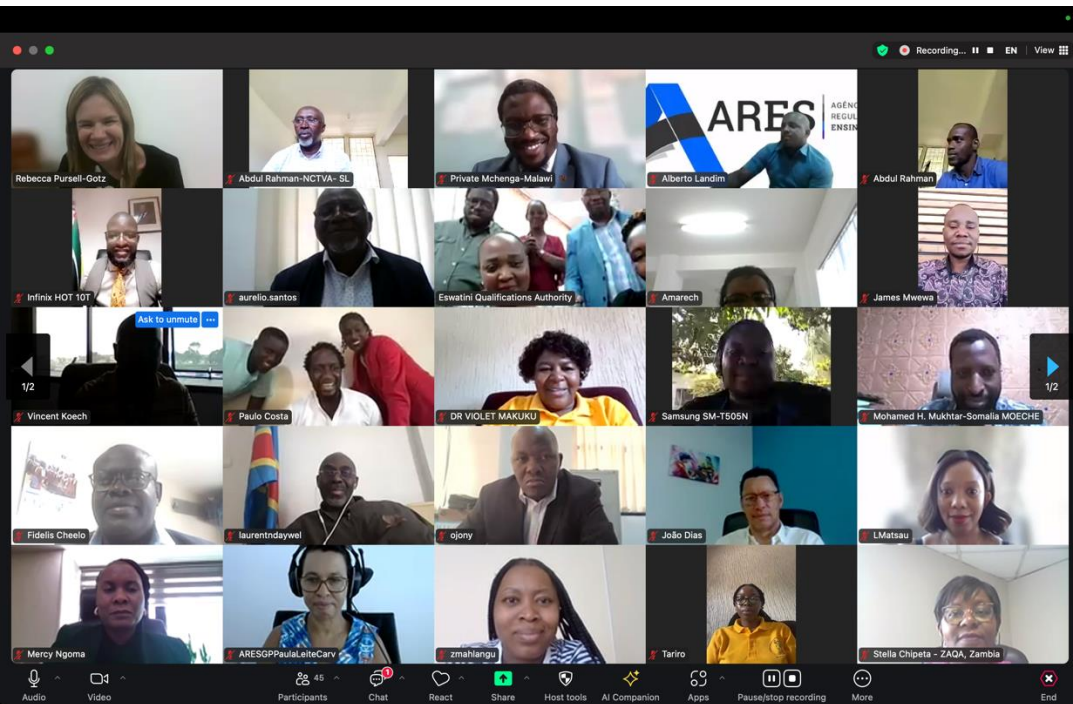 Recording...
EN
View
ARES
AGÊNC
REGUL
ENSIN
Rebecca Pursell-Gotz
Abdul Rahman-NCTVA- SL
Private Mchenga-Malawi
Alberto Landim
Abdul Rahman
Infinix HOT 10T
aurelio.santos
Eswatini Qualifications Authority
Amarech
James Mwewa
Ask to unmute
1/2
Vincent Koech
Paulo Costa
DR VIOLET MAKUKU
Samsung SM-T505N
Mohamed H. Mukhtar-Somalia MOECHE
1/2
Fidelis Cheelo
laurentndaywel
ojony
João Dias
LMatsau
Mercy Ngoma
ARESGPPaulaLeiteCarv
zmahlangu
Tariro
Stella Chipeta - ZAQA, Zambia
45
1
Audio
Video
Participants
Chat
React
Share
Host tools
AI Companion
Apps
Pause/stop recording
More
End